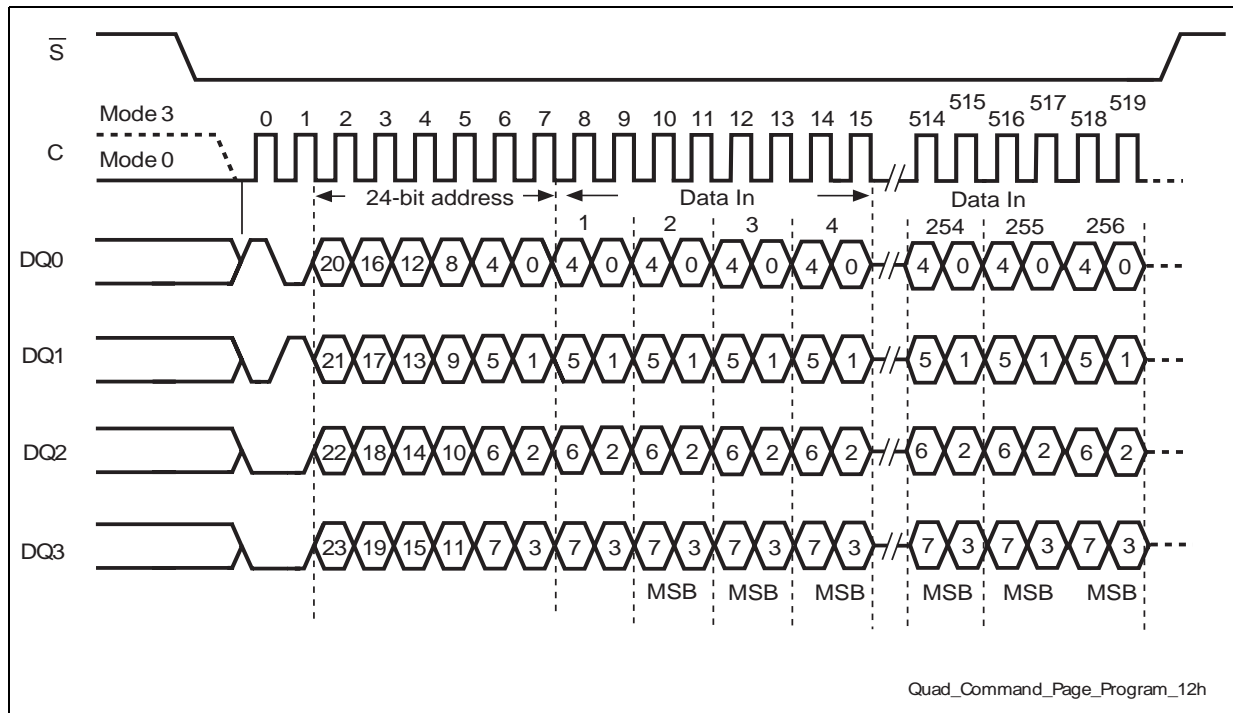 S
Mode 3
0 1 2 3 4 5 6 7 8 9 10 11 12 13 14 15 514 515 516 517 518 519
C
Mode 0
24-bit address Data In Data In
1 2 3 4 254 255 256
DQ0 20 16 12 8 4 0 4 0 4 0 4 0 4 0 4 0 4 0 4 0
DQ1 21 17 13 9 5 1 5 1 5 1 5 1 5 1 5 1 5 1 5 1
DQ2 22 18 14 10 6 2 6 2 6 2 6 2 6 2 6 2 6 2 6 2
DQ3 23 19 15 11 7 3 7 3 7 3 7 3 7 3 7 3 7 3 7 3
MSB MSB MSB MSB MSB MSB
Quad_Command_Page_Program_12h